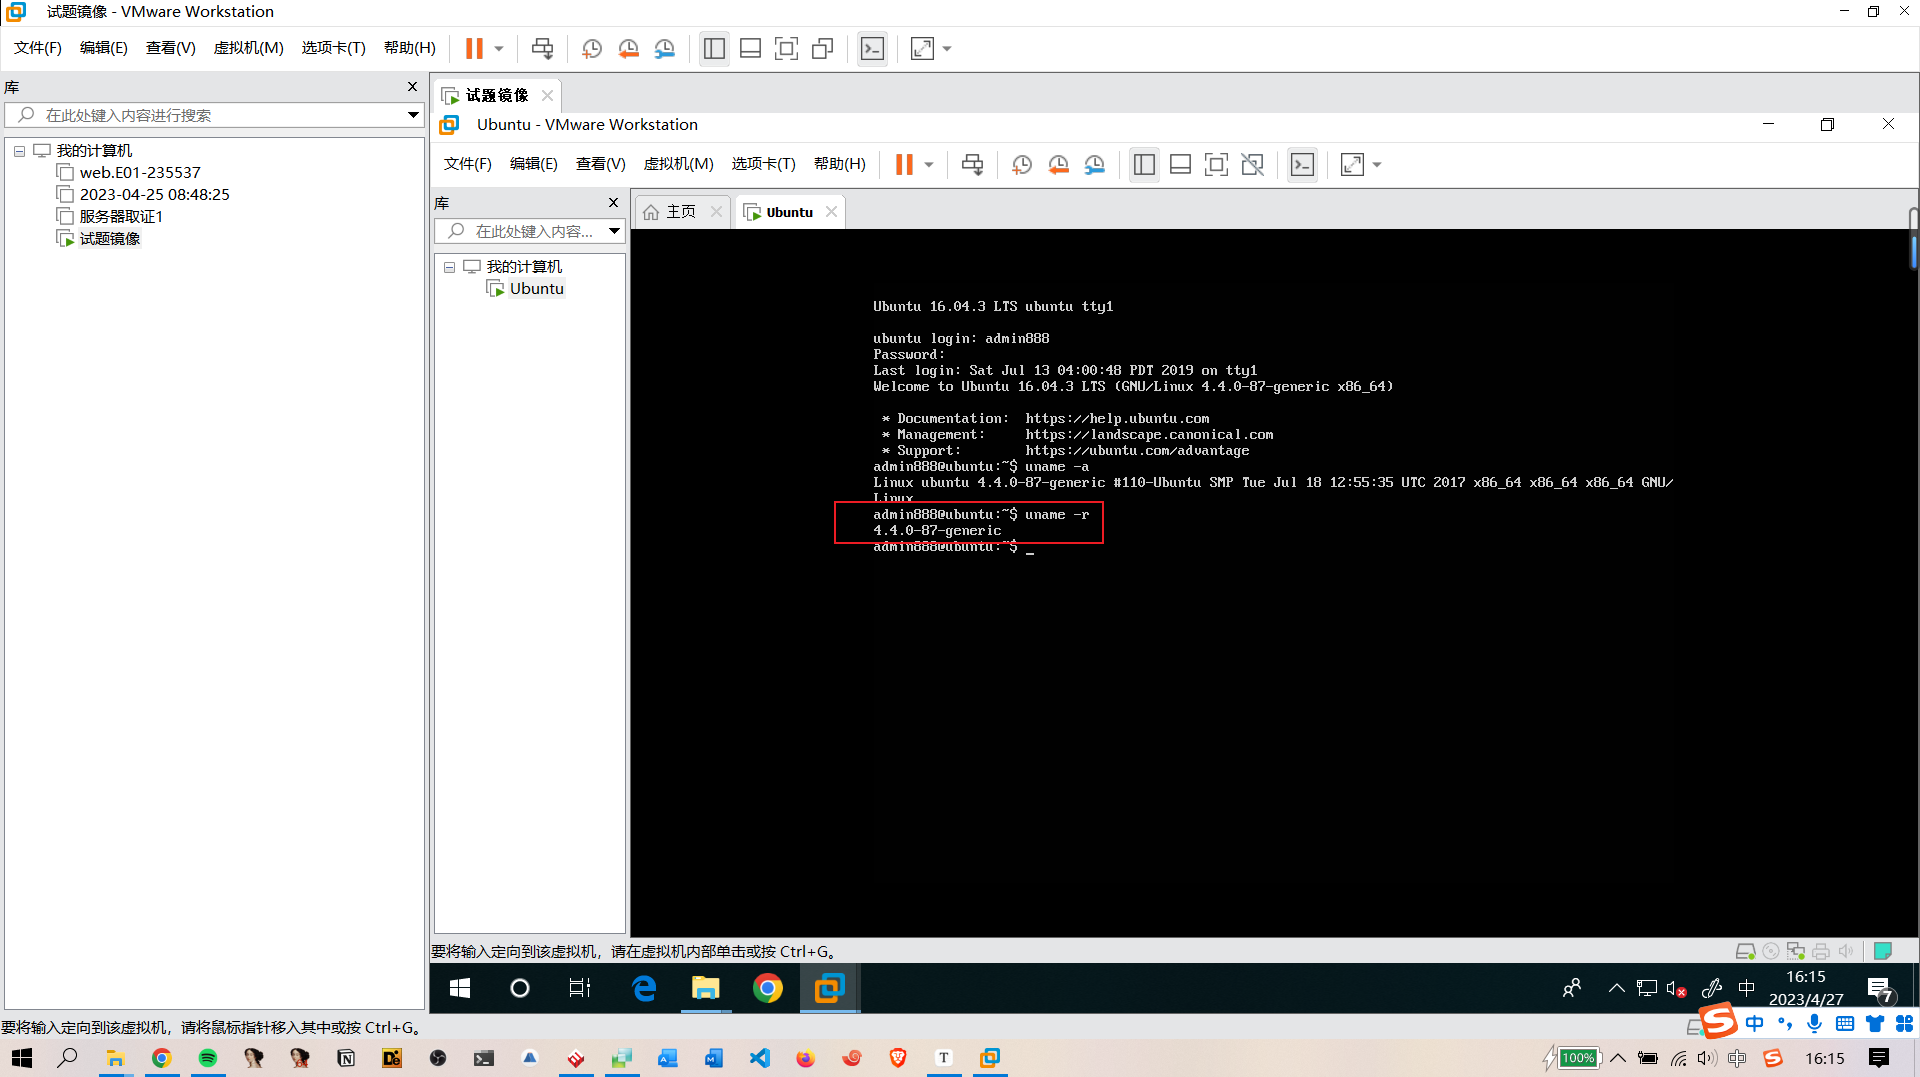 试题镜像 - VMware Workstation
文件(F) 编辑(E) 查看(V) 虚拟机(M) 选项卡(T) 帮助(H)
库
在此处键入内容进行搜索
我的计算机
web.E01-235537
2023-04-25 08:48:25
服务器取证1
试题镜像
试题镜像
Ubuntu - VMware Workstation
文件(F) 编辑(E) 查看(V) 虚拟机(M) 选项卡(T) 帮助(H)
库
在此处键入内容...
我的计算机
Ubuntu
主页
Ubuntu
Ubuntu 16.04.3 LTS ubuntu tty1
ubuntu login: admin888
Password:
Last login: Sat Jul 13 04:00:48 PDT 2019 on tty1
Welcome to Ubuntu 16.04.3 LTS (GNU/Linux 4.4.0-87-generic x86_64)
* Documentation:  https://help.ubuntu.com
* Management:     https://landscape.canonical.com
* Support:        https://ubuntu.com/advantage
admin888@ubuntu:~$ uname -a
Linux ubuntu 4.4.0-87-generic #110-Ubuntu SMP Tue Jul 18 12:55:35 UTC 2017 x86_64 x86_64 x86_64 GNU/
Linux
admin888@ubuntu:~$ uname -r
4.4.0-87-generic
admin888@ubuntu:~$ _
要将输入定向到该虚拟机，请在虚拟机内部单击或按 Ctrl+G。
中
16:15
2023/4/27
7
要将输入定向到该虚拟机，请将鼠标指针移入其中或按 Ctrl+G。
中
100%
中
16:15